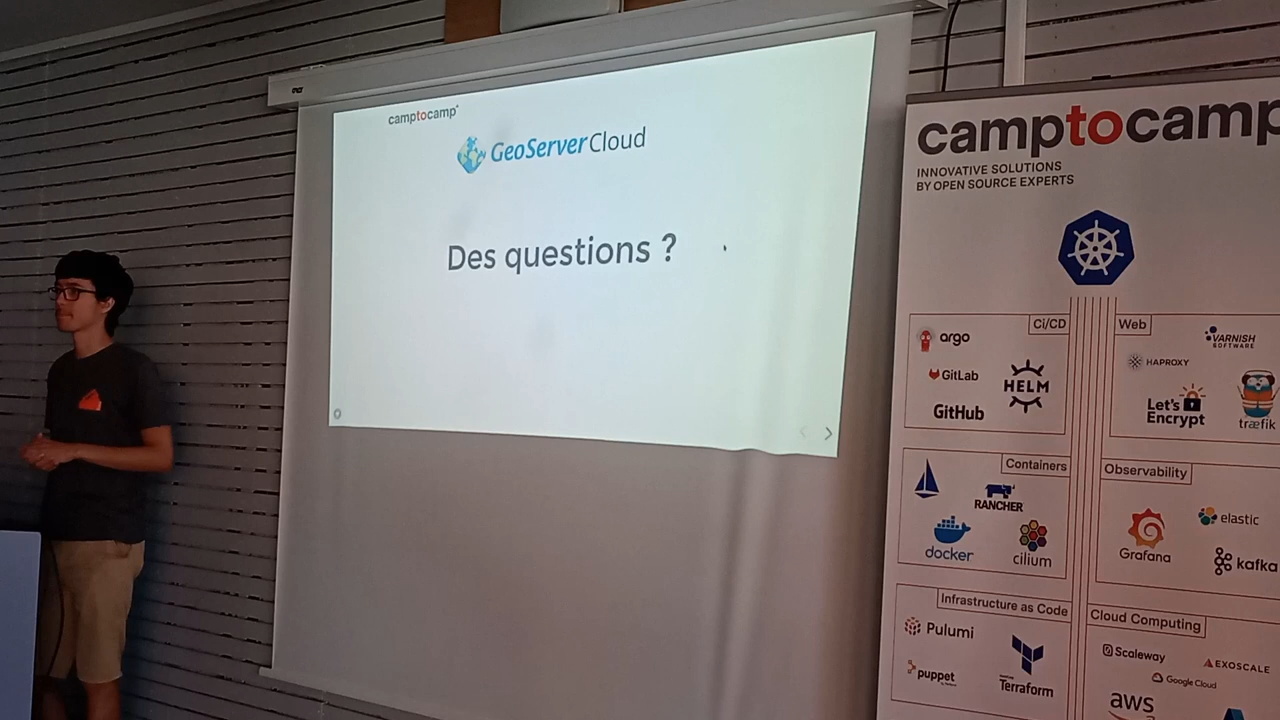 camptocamp
GeoServer Cloud
Des questions ?
camptocamp
INNOVATIVE SOLUTIONS
BY OPEN SOURCE EXPERTS
Ci/CD
argo
GitLab
HELM
GitHub
Web
VARNISH
SOFTWARE
HAPROXY
Let's
Encrypt
træfik
Containers
RANCHER
docker
cilium
Observability
elastic
Grafana
kafka
Infrastructure as Code
Pulumi
puppet
Terraform
Cloud Computing
Scaleway
EXOSCALE
Google Cloud
aws